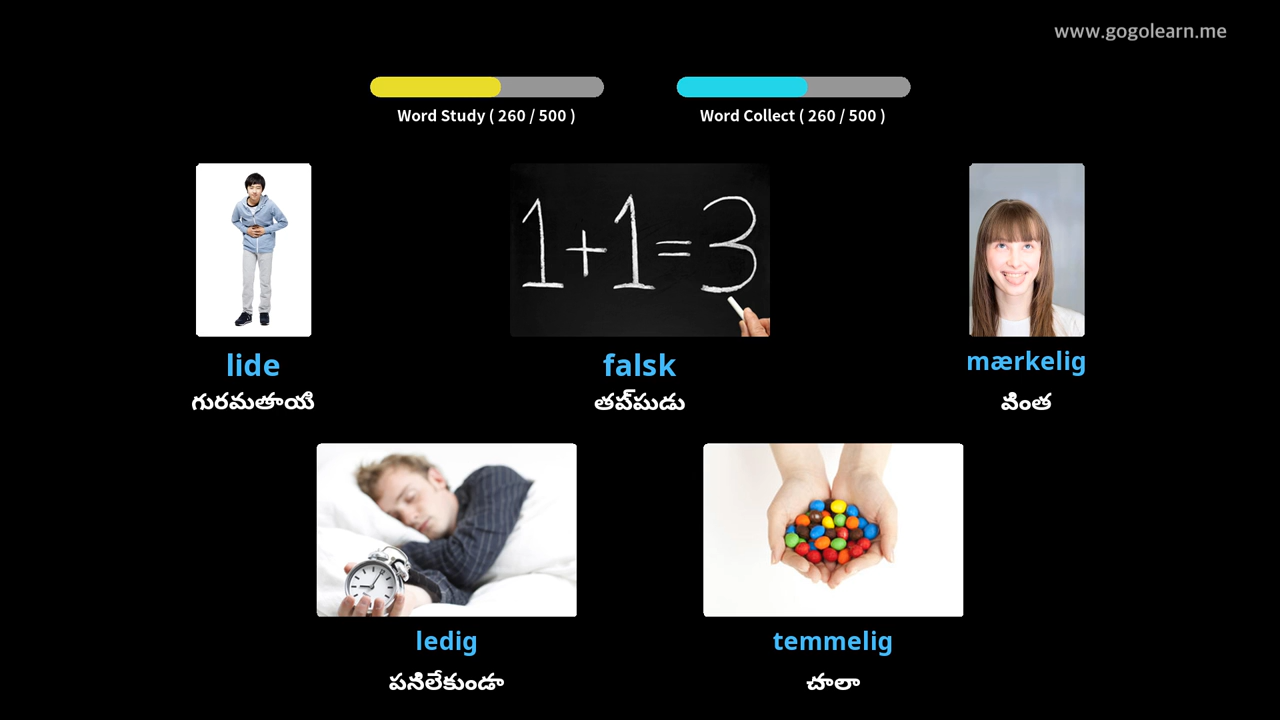 www.gogolearn.me
Word Study ( 260 / 500 )
Word Collect ( 260 / 500 )
1+1=3
lide
గురమతాయి
falsk
తప్ఘుడు
mærkelig
వింత
ledig
పనిలేకుండా
temmelig
చాలా